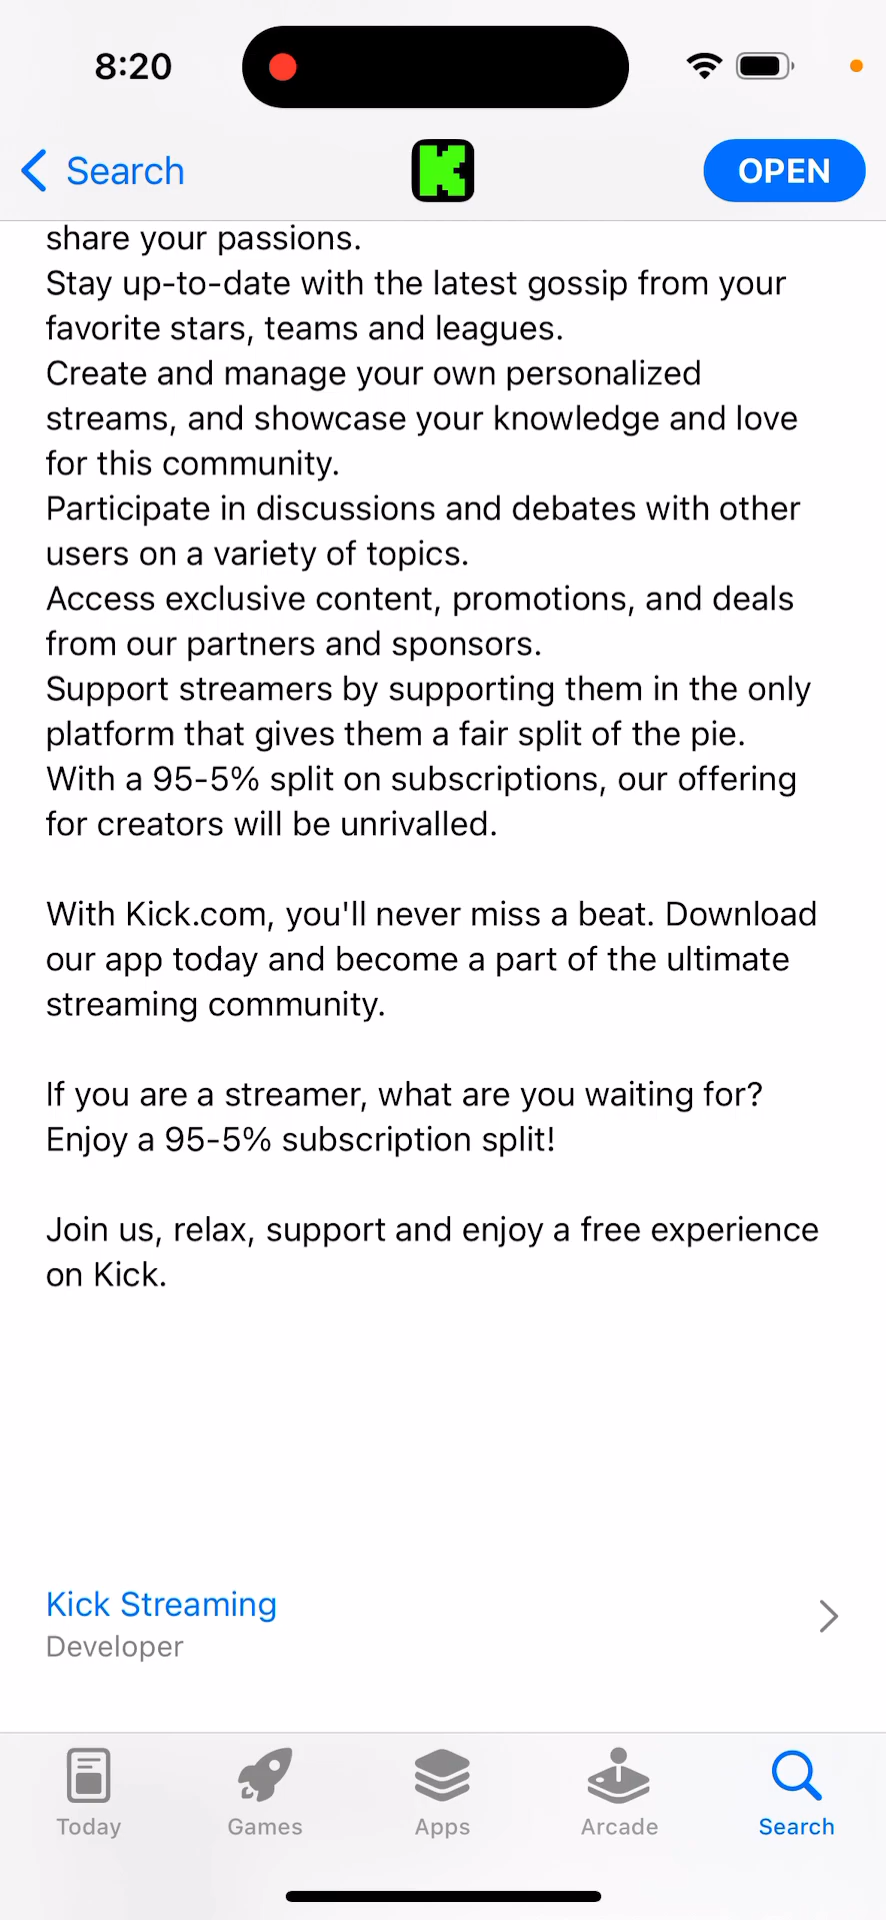 8:20
Search
OPEN
share your passions.
Stay up-to-date with the latest gossip from your
favorite stars, teams and leagues.
Create and manage your own personalized
streams, and showcase your knowledge and love
for this community.
Participate in discussions and debates with other
users on a variety of topics.
Access exclusive content, promotions, and deals
from our partners and sponsors.
Support streamers by supporting them in the only
platform that gives them a fair split of the pie.
With a 95-5% split on subscriptions, our offering
for creators will be unrivalled.
With Kick.com, you'll never miss a beat. Download
our app today and become a part of the ultimate
streaming community.
If you are a streamer, what are you waiting for?
Enjoy a 95-5% subscription split!
Join us, relax, support and enjoy a free experience
on Kick.
Kick Streaming
Developer
Today
Games
Apps
Arcade
Search